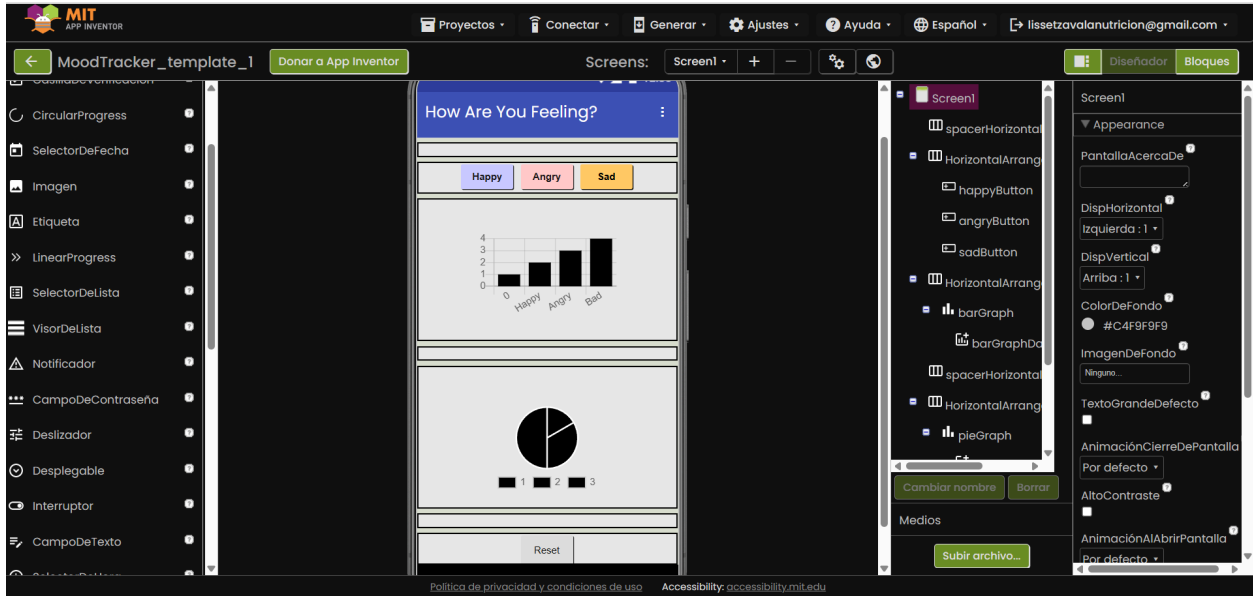 MIT
APP INVENTOR
Proyectos
Conectar
Generar
Ajustes
Ayuda
Español
lissetzavalanutricion@gmail.com
MoodTracker_template_1
Donar a App Inventor
Screens:
Screen1
Diseñador
Bloques
CircularProgress
SelectorDeFecha
Imagen
Etiqueta
LinearProgress
SelectorDeLista
VisorDeLista
Notificador
CampoDeContraseña
Deslizador
Desplegable
Interruptor
CampoDeTexto
How Are You Feeling?
Happy
Angry
Sad
4
3
2
1
0
0
Happy
Angry
Bad
1
2
3
Reset
Screen1
spacerHorizontal
HorizontalArrang
happyButton
angryButton
sadButton
HorizontalArrang
barGraph
barGraphDa
spacerHorizontal
HorizontalArrang
pieGraph
Cambiar nombre
Borrar
Medios
Subir archivo...
Screen1
Appearance
PantallaAcercaDe
DispHorizontal
Izquierda : 1
DispVertical
Arriba : 1
ColorDeFondo
#C4F9F9F9
ImagenDeFondo
Ninguno...
TextoGrandeDefecto
AnimaciónCierreDePantalla
Por defecto
AltoContraste
AnimaciónAlAbrirPantalla
Por defecto
Política de privacidad y condiciones de uso
Accessibility: accessibility.mit.edu